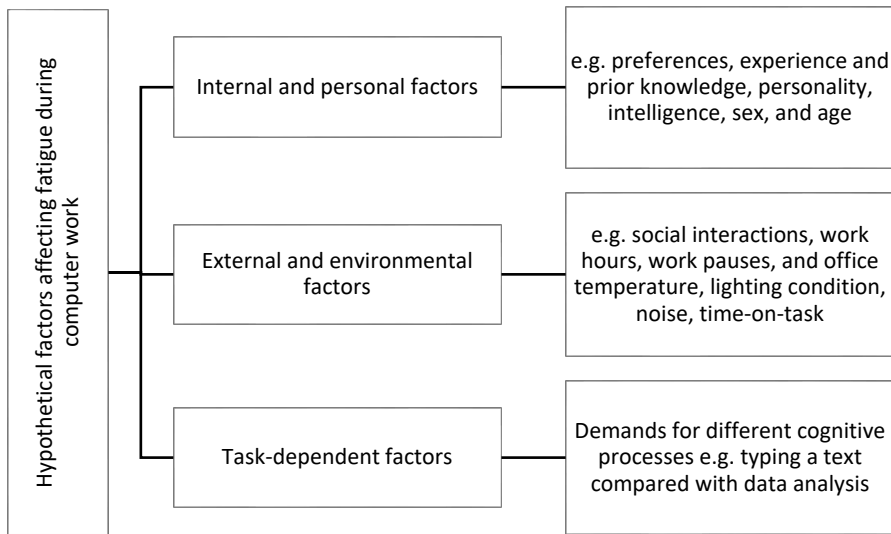 Hypothetical factors affecting fatigue during
computer work
Internal and personal factors
e.g. preferences, experience and
prior knowledge, personality,
intelligence, sex, and age
External and environmental
factors
e.g. social interactions, work
hours, work pauses, and office
temperature, lighting condition,
noise, time-on-task
Task-dependent factors
Demands for different cognitive
processes e.g. typing a text
compared with data analysis